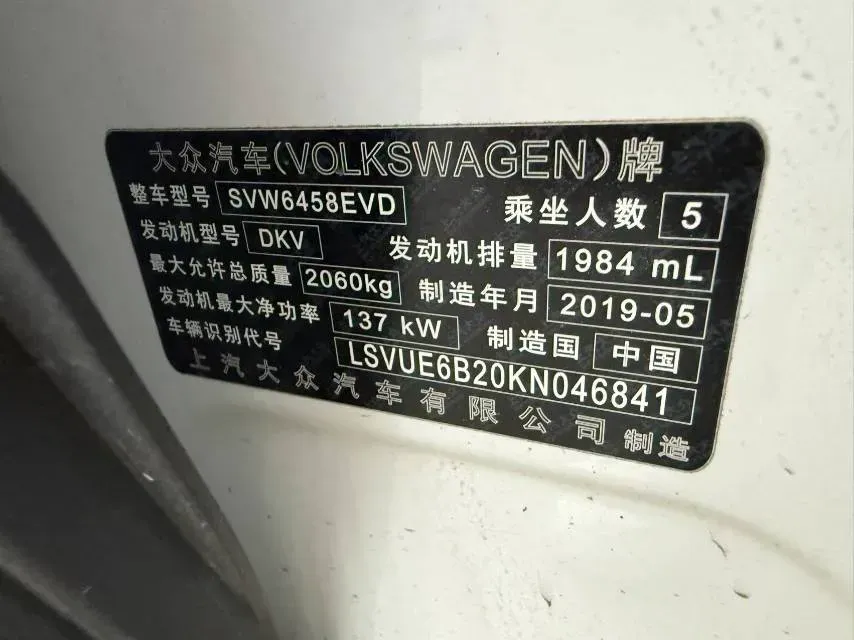 大众汽车(VOLKSWAGEN)牌
整车型号 SVW6458EVD 乘坐人数 5
发动机型号 DKV 发动机排量 1984 mL
最大允许总质量 2060kg 制造年月 2019-05
发动机最大净功率 137 kW 制造国 中国
车辆识别代号 LSVUE6B20KN046841
上汽大众汽车有限公司 制造